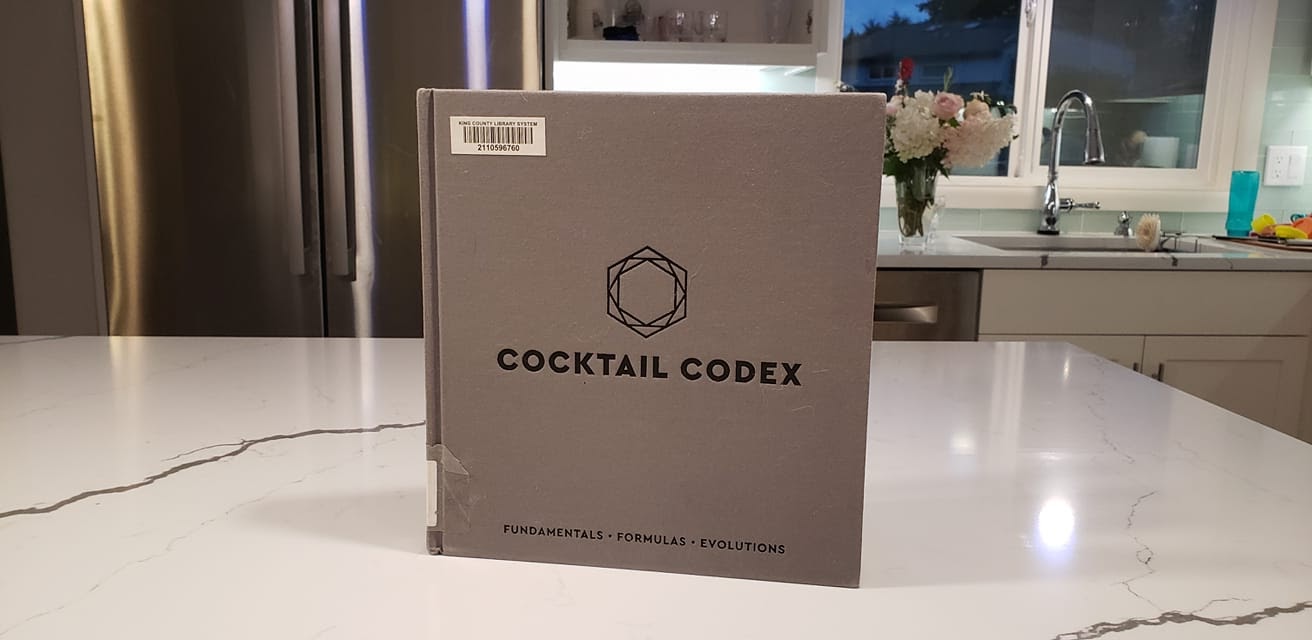 KING COUNTY LIBRARY SYSTEM
2110596760
COCKTAIL CODEX
FUNDAMENTALS • FORMULAS • EVOLUTIONS